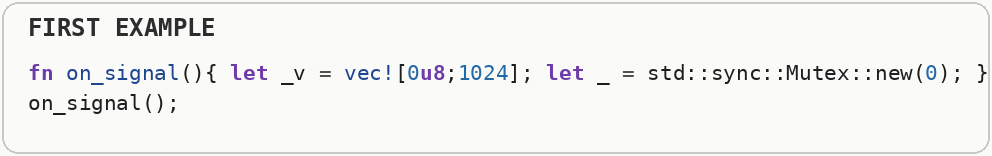 FIRST EXAMPLE
fn on_signal(){ let _v = vec![0u8;1024]; let _ = std::sync::Mutex::new(0); }
on_signal();